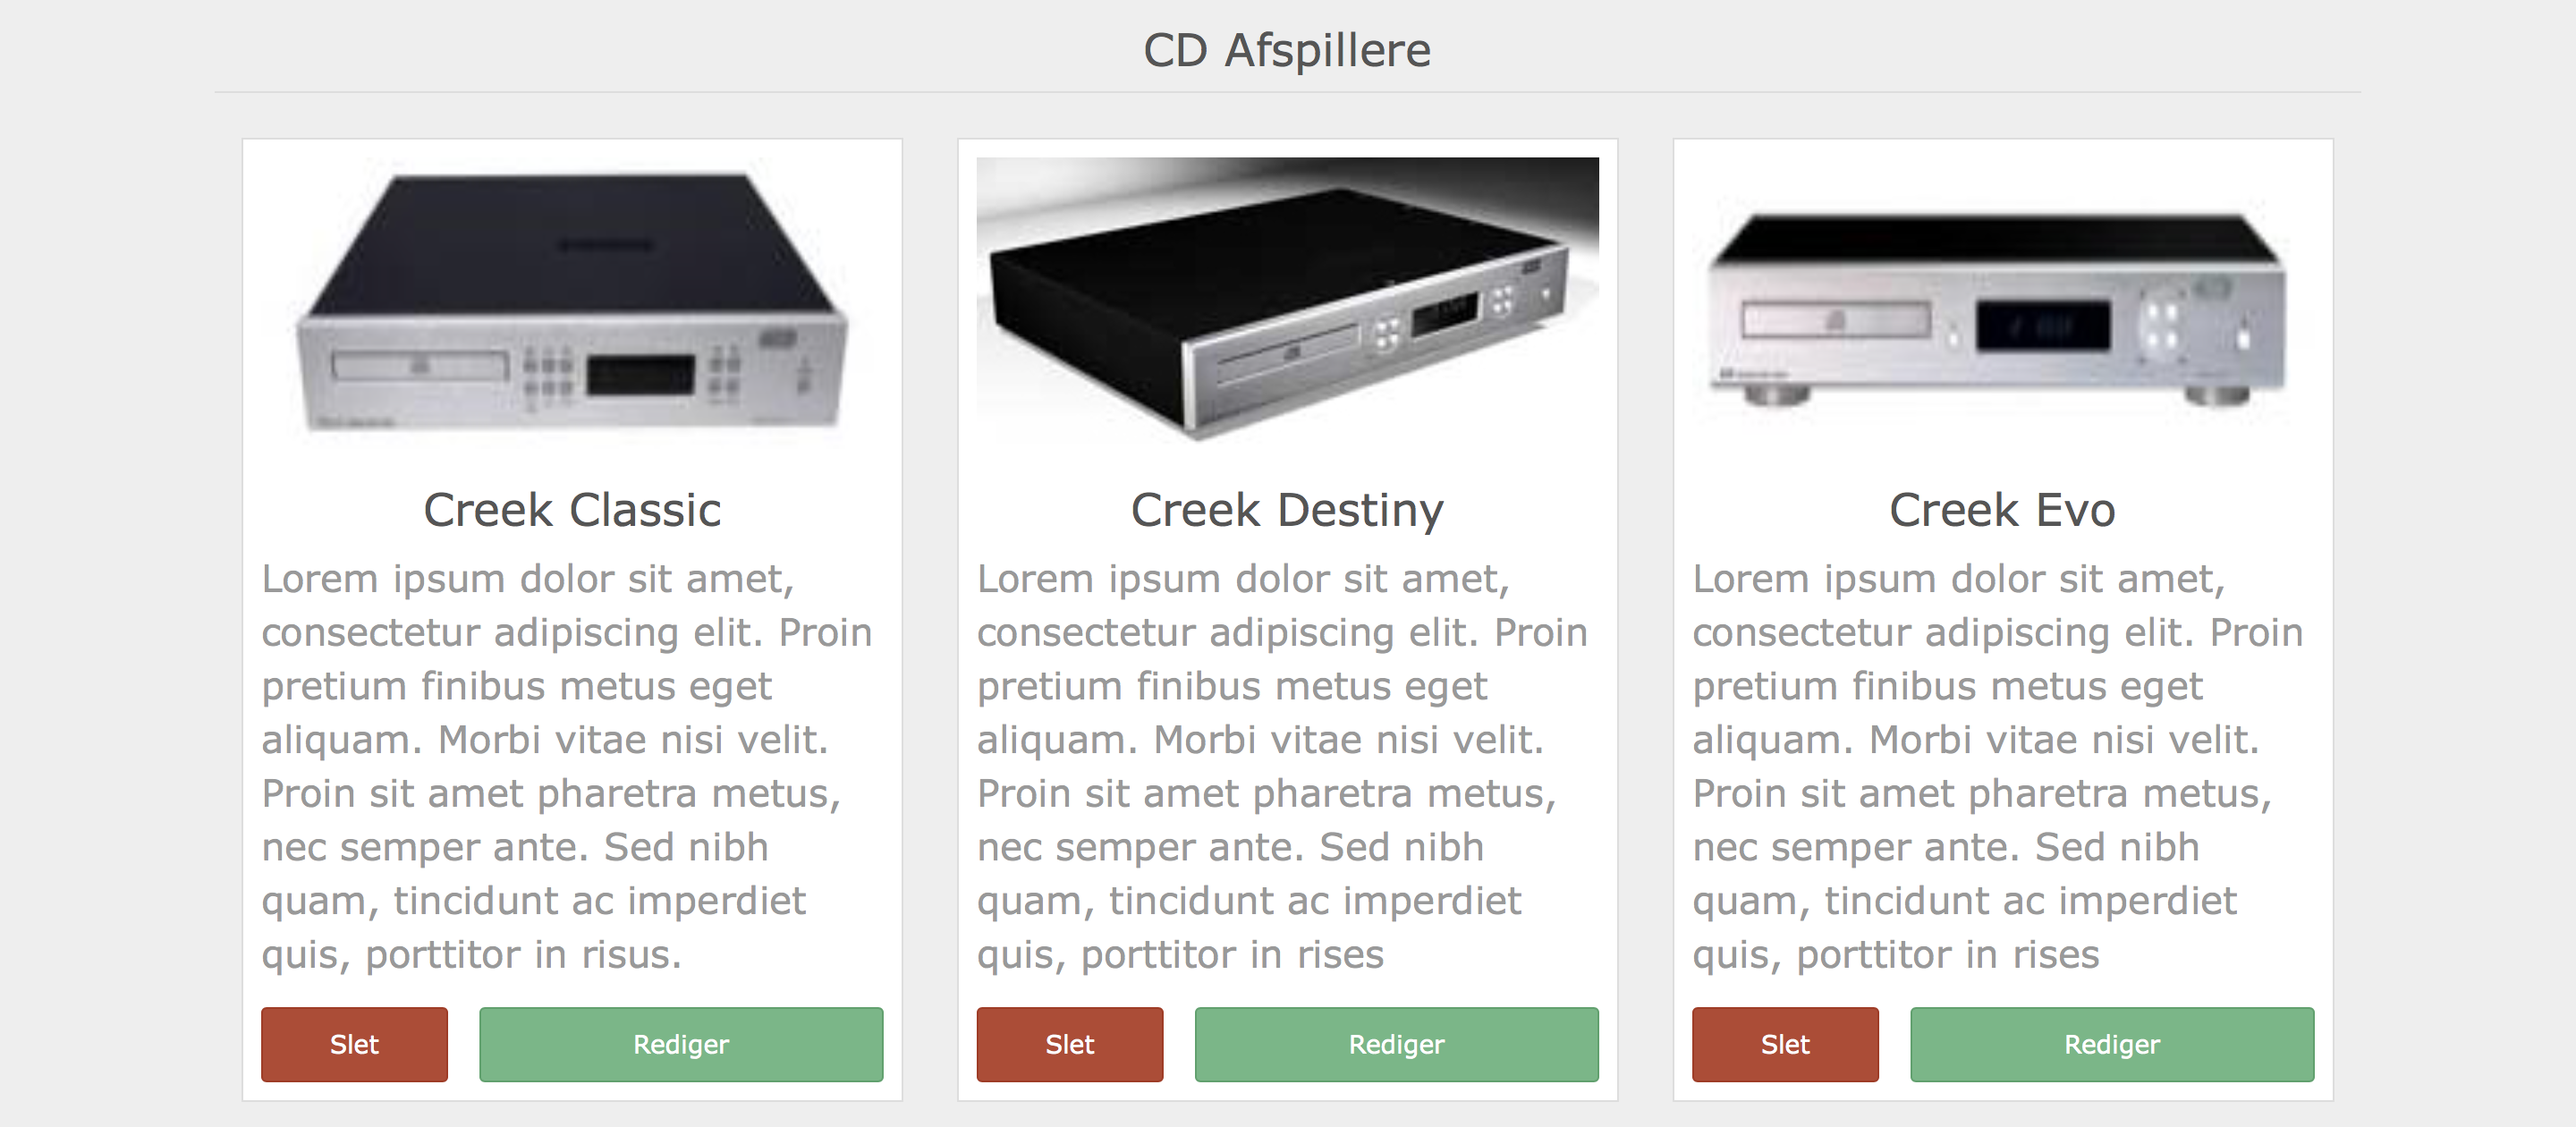 CD Afspillere
Creek Classic
Lorem ipsum dolor sit amet,
consectetur adipiscing elit. Proin
pretium finibus metus eget
aliquam. Morbi vitae nisi velit.
Proin sit amet pharetra metus,
nec semper ante. Sed nibh
quam, tincidunt ac imperdiet
quis, porttitor in risus.
Slet
Rediger
Creek Destiny
Lorem ipsum dolor sit amet,
consectetur adipiscing elit. Proin
pretium finibus metus eget
aliquam. Morbi vitae nisi velit.
Proin sit amet pharetra metus,
nec semper ante. Sed nibh
quam, tincidunt ac imperdiet
quis, porttitor in rises
Slet
Rediger
Creek Evo
Lorem ipsum dolor sit amet,
consectetur adipiscing elit. Proin
pretium finibus metus eget
aliquam. Morbi vitae nisi velit.
Proin sit amet pharetra metus,
nec semper ante. Sed nibh
quam, tincidunt ac imperdiet
quis, porttitor in rises
Slet
Rediger